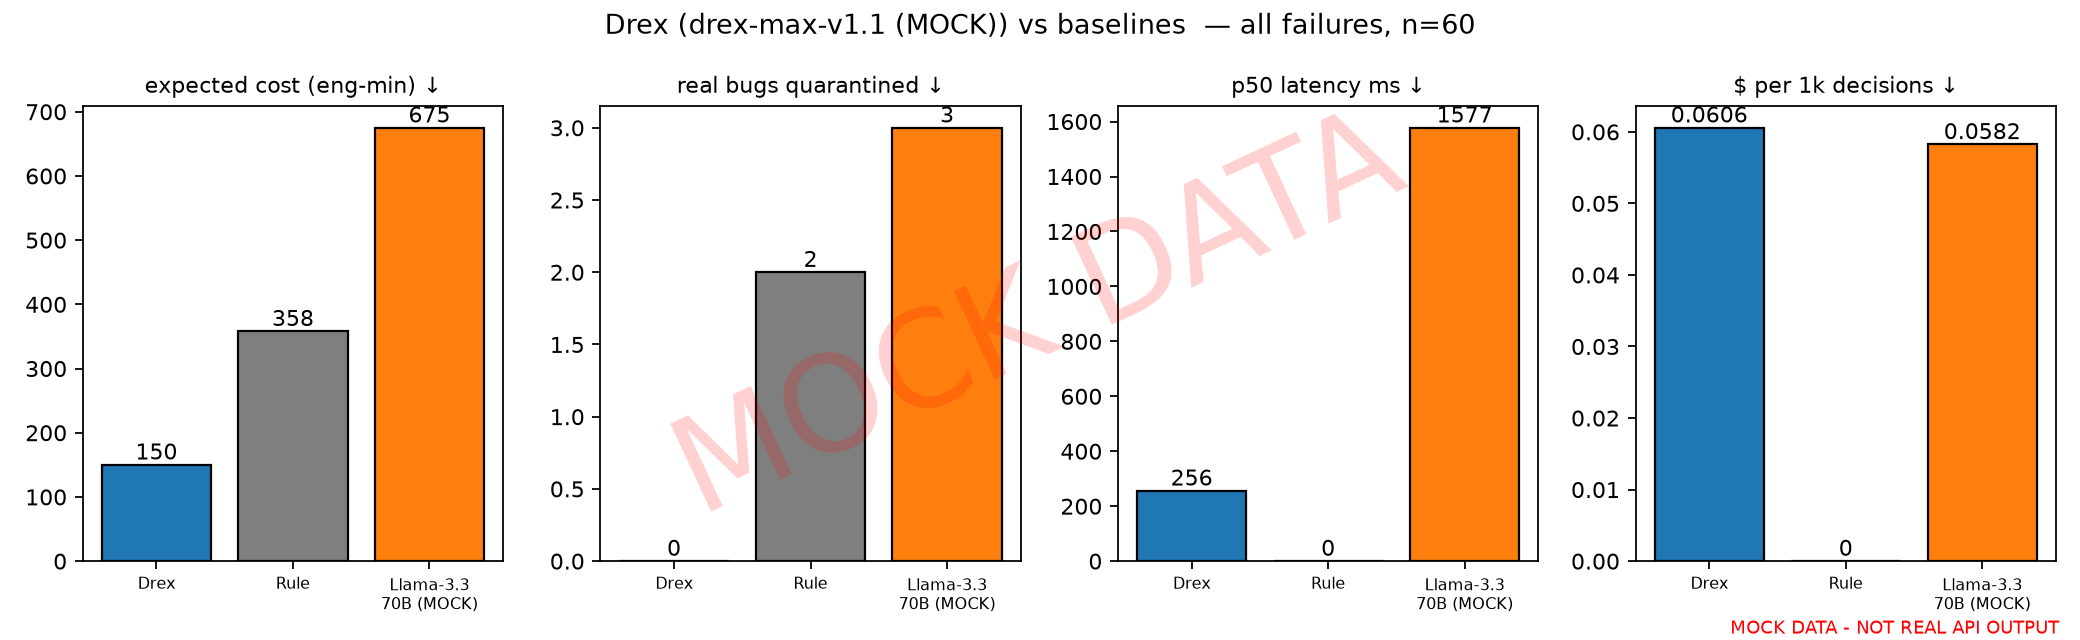 Drex (drex-max-v1.1 (MOCK)) vs baselines — all failures, n=60
expected cost (eng-min) ↓
700
600
500
400
300
200
100
0
150
358
675
Drex
Rule
Llama-3.3
70B (MOCK)
real bugs quarantined ↓
3.0
2.5
2.0
1.5
1.0
0.5
0.0
0
2
3
Drex
Rule
Llama-3.3
70B (MOCK)
p50 latency ms ↓
1600
1400
1200
1000
800
600
400
200
0
256
0
1577
Drex
Rule
Llama-3.3
70B (MOCK)
$ per 1k decisions ↓
0.06
0.05
0.04
0.03
0.02
0.01
0.00
0.0606
0
0.0582
Drex
Rule
Llama-3.3
70B (MOCK)
MOCK DATA
MOCK DATA - NOT REAL API OUTPUT